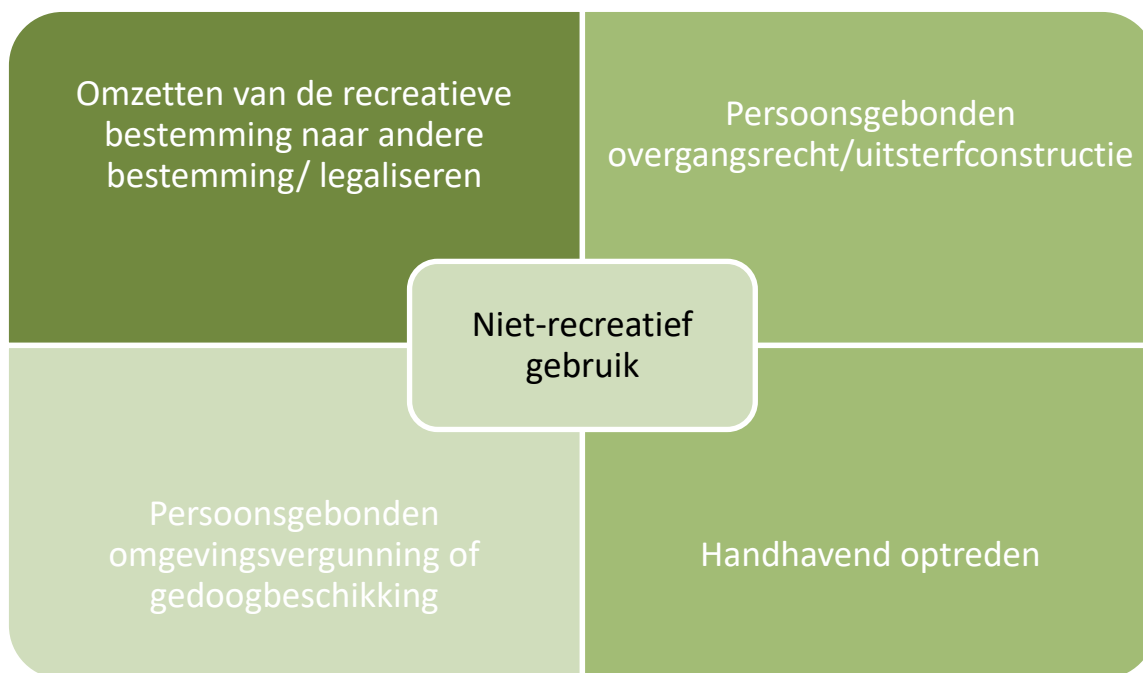 Omzetten van de recreatieve
bestemming naar andere
bestemming/ legaliseren
Persoonsgebonden
overgangsrecht/uitsterfconstructie
Niet-recreatief
gebruik
Persoonsgebonden
omgevingsvergunning of
gedoogbeschikking
Handhavend optreden